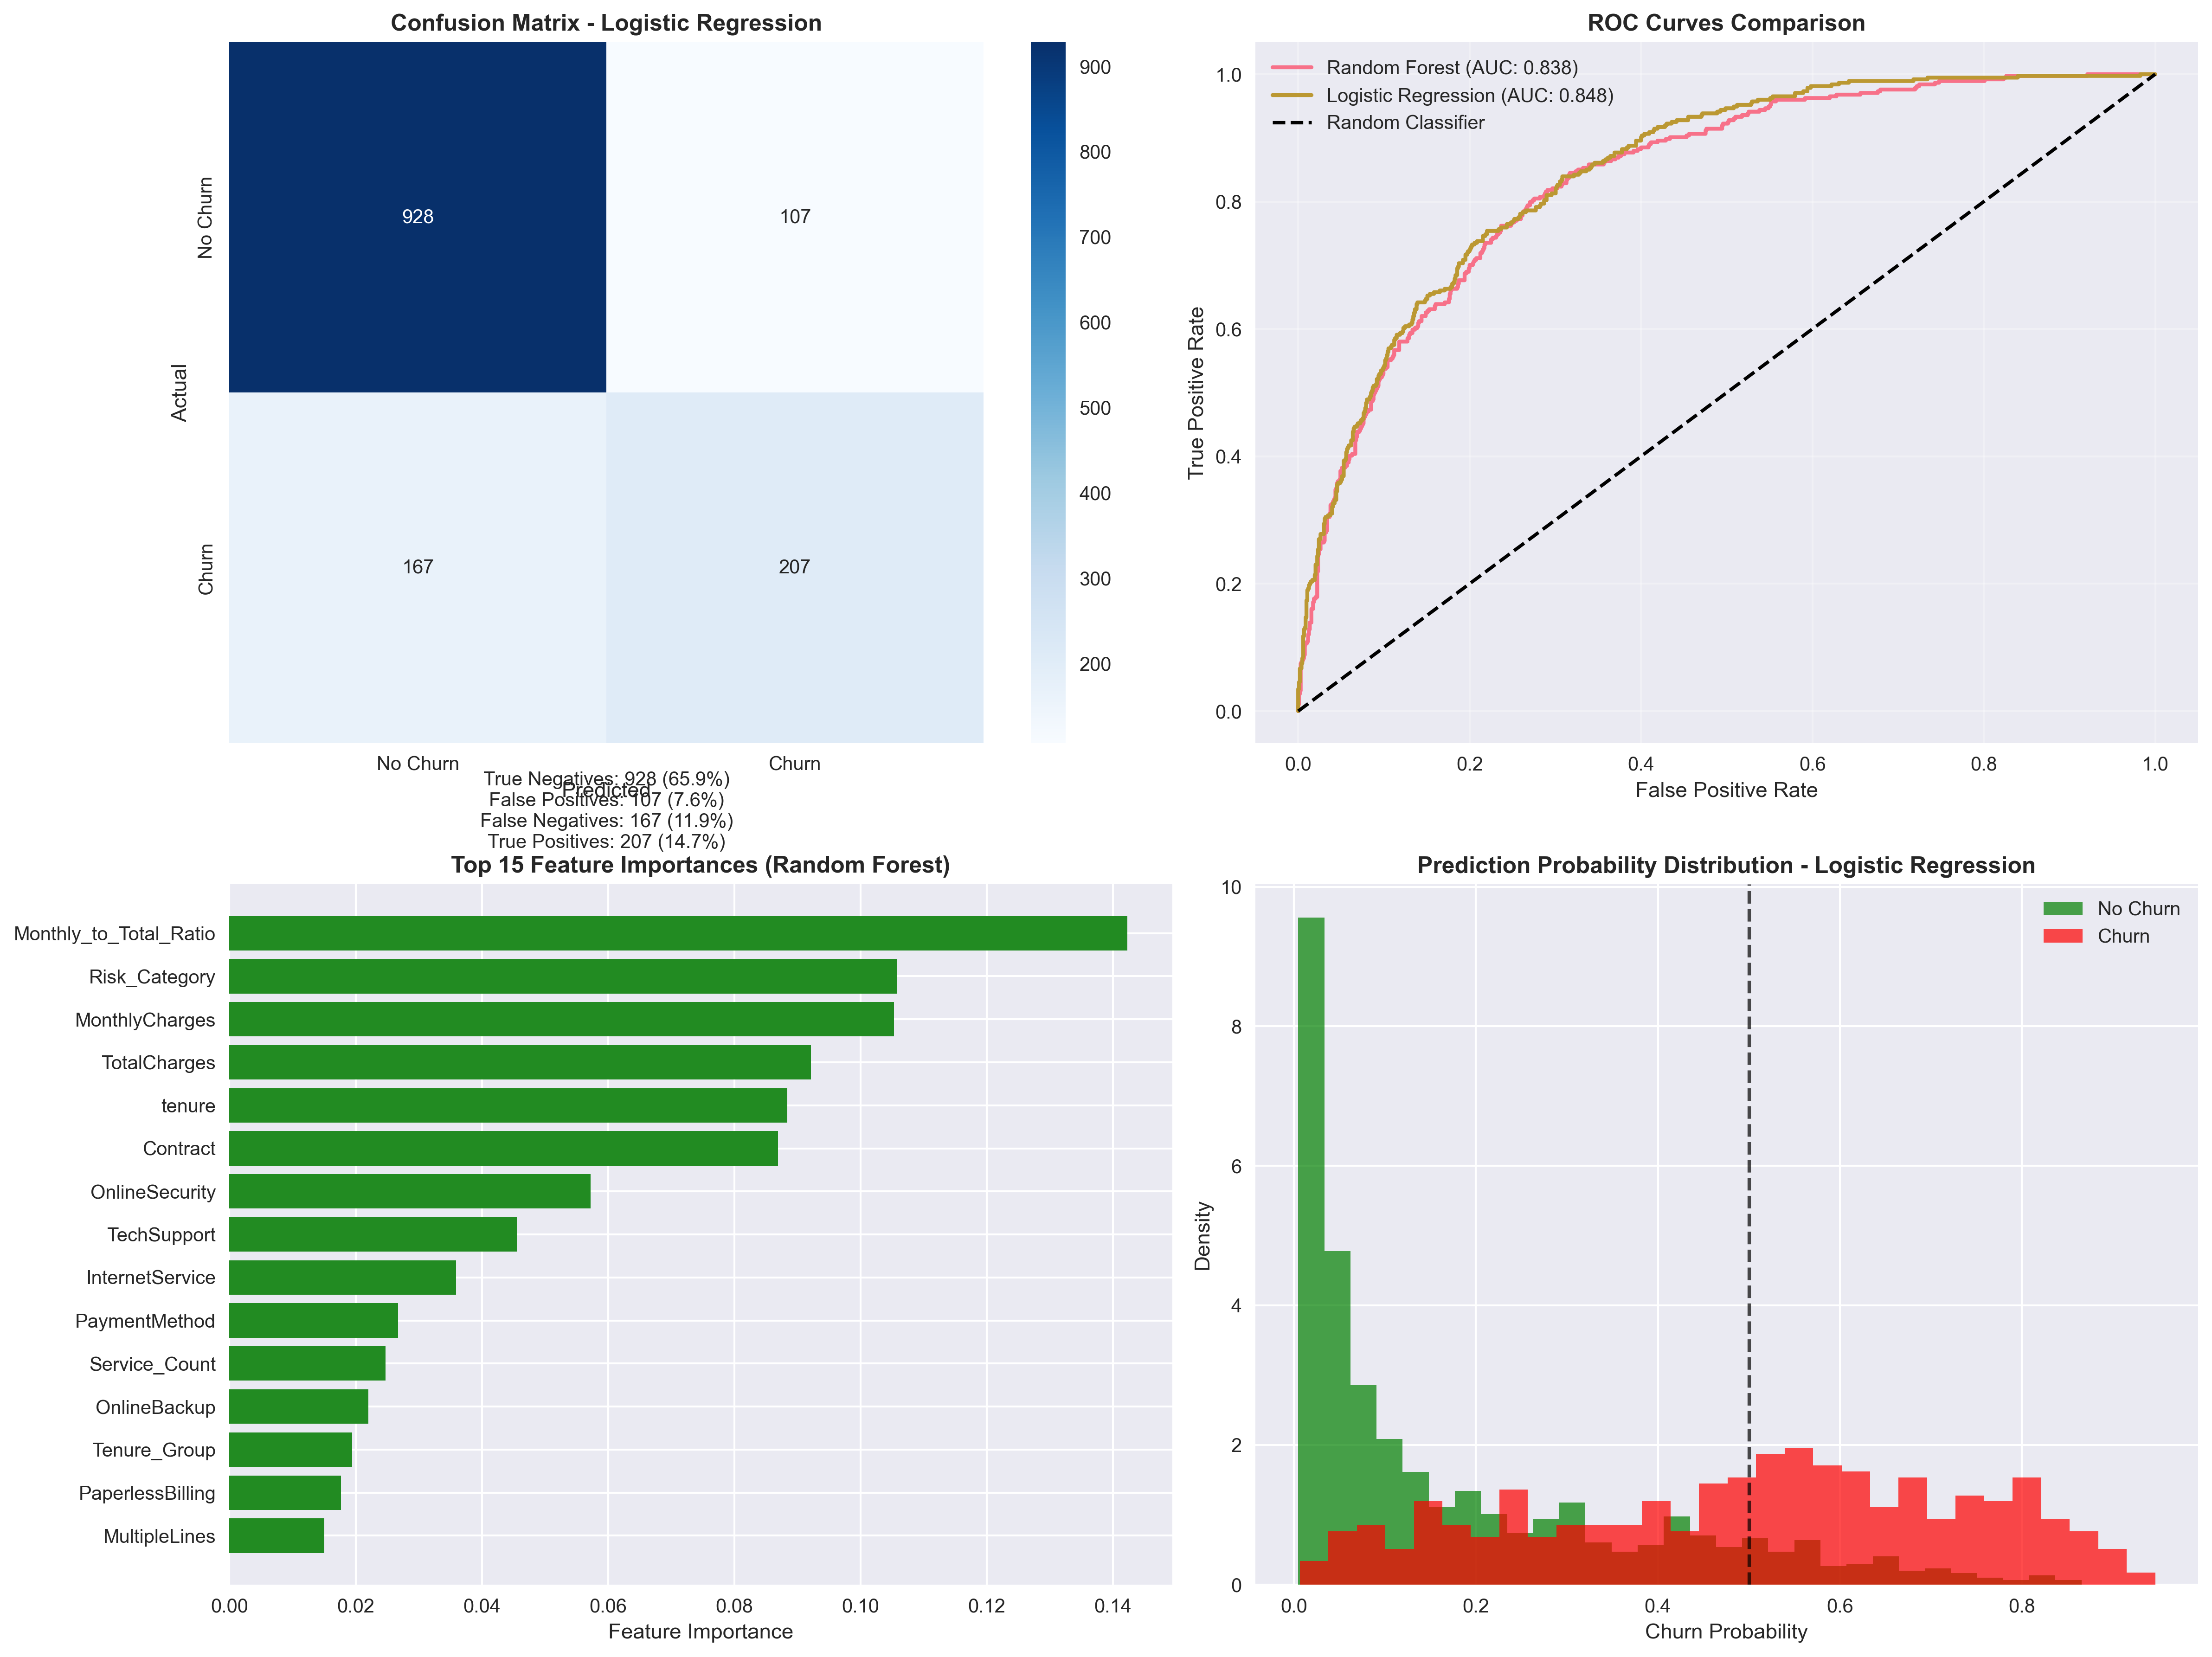 Confusion Matrix - Logistic Regression
No Churn
Churn
Actual
928
107
167
207
900
800
700
600
500
400
300
200
No Churn
Churn
Predicted
True Negatives: 928 (65.9%)
False Positives: 107 (7.6%)
False Negatives: 167 (11.9%)
True Positives: 207 (14.7%)
ROC Curves Comparison
Random Forest (AUC: 0.838)
Logistic Regression (AUC: 0.848)
Random Classifier
True Positive Rate
1.0
0.8
0.6
0.4
0.2
0.0
0.0
0.2
0.4
0.6
0.8
1.0
False Positive Rate
Top 15 Feature Importances (Random Forest)
Monthly_to_Total_Ratio
Risk_Category
MonthlyCharges
TotalCharges
tenure
Contract
OnlineSecurity
TechSupport
InternetService
PaymentMethod
Service_Count
OnlineBackup
Tenure_Group
PaperlessBilling
MultipleLines
0.00
0.02
0.04
0.06
0.08
0.10
0.12
0.14
Feature Importance
Prediction Probability Distribution - Logistic Regression
No Churn
Churn
Density
10
8
6
4
2
0
0.0
0.2
0.4
0.6
0.8
Churn Probability